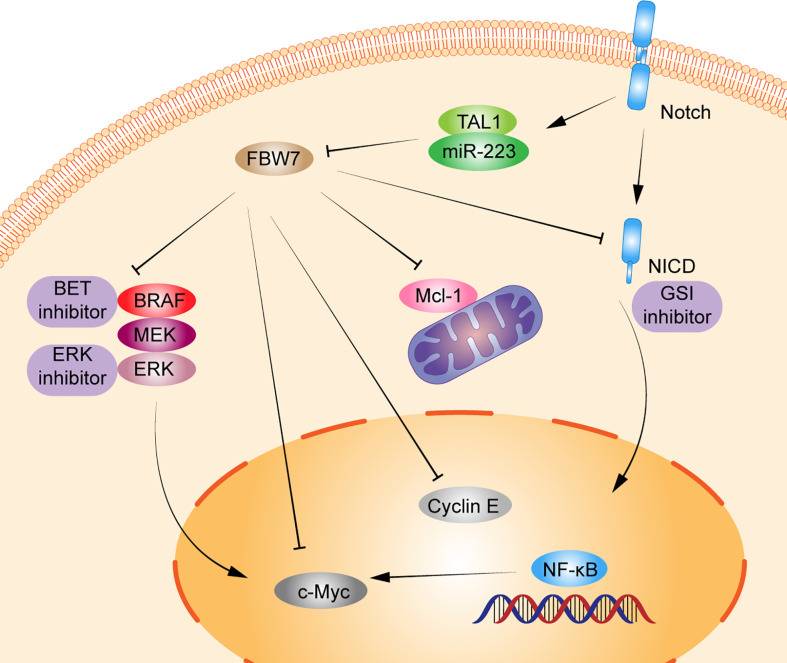 Notch
TAL1
miR-223
FBW7
NICD
GSI
inhibitor
BET
inhibitor
BRAF
MEK
ERK
inhibitor
ERK
Mcl-1
Cyclin E
NF-κB
c-Myc